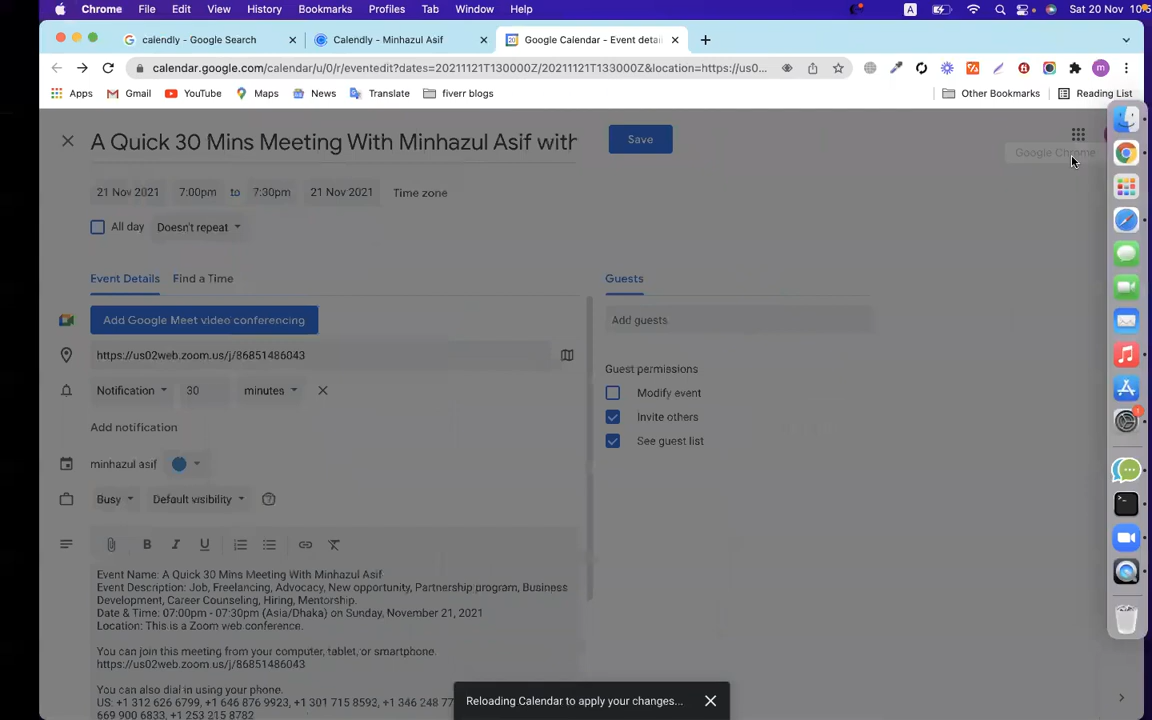 Chrome File Edit View History Bookmarks Profiles Tab Window Help A Sat 20 Nov
calendly - Google Search Calendly - Minhazul Asif Google Calendar - Event detai
calendar.google.com/calendar/u/0/r/eventedit?dates=20211121T130000Z/20211121T133000Z&location=https://us0... m
Apps Gmail YouTube Maps News Translate fiverr blogs Other Bookmarks Reading List
A Quick 30 Mins Meeting With Minhazul Asif with Save
Google Chrome
21 Nov 2021 7:00pm to 7:30pm 21 Nov 2021 Time zone
All day Doesn't repeat
Event Details Find a Time Guests
Add Google Meet video conferencing Add guests
https://us02web.zoom.us/j/86851486043
Guest permissions
Notification 30 minutes Modify event
Invite others
Add notification
See guest list
minhazul asif
Busy Default visibility
B I U
Event Name: A Quick 30 Mins Meeting With Minhazul Asif
Event Description: Job, Freelancing, Advocacy, New opportunity, Partnership program, Business
Development, Career Counseling, Hiring, Mentorship.
Date & Time: 07:00pm - 07:30pm (Asia/Dhaka) on Sunday, November 21, 2021
Location: This is a Zoom web conference.
You can join this meeting from your computer, tablet, or smartphone.
https://us02web.zoom.us/j/86851486043
You can also dial in using your phone.
US: +1 312 626 6799, +1 646 876 9923, +1 301 715 8592, +1 346 248 77
669 900 6833, +1 253 215 8782
Reloading Calendar to apply your changes...